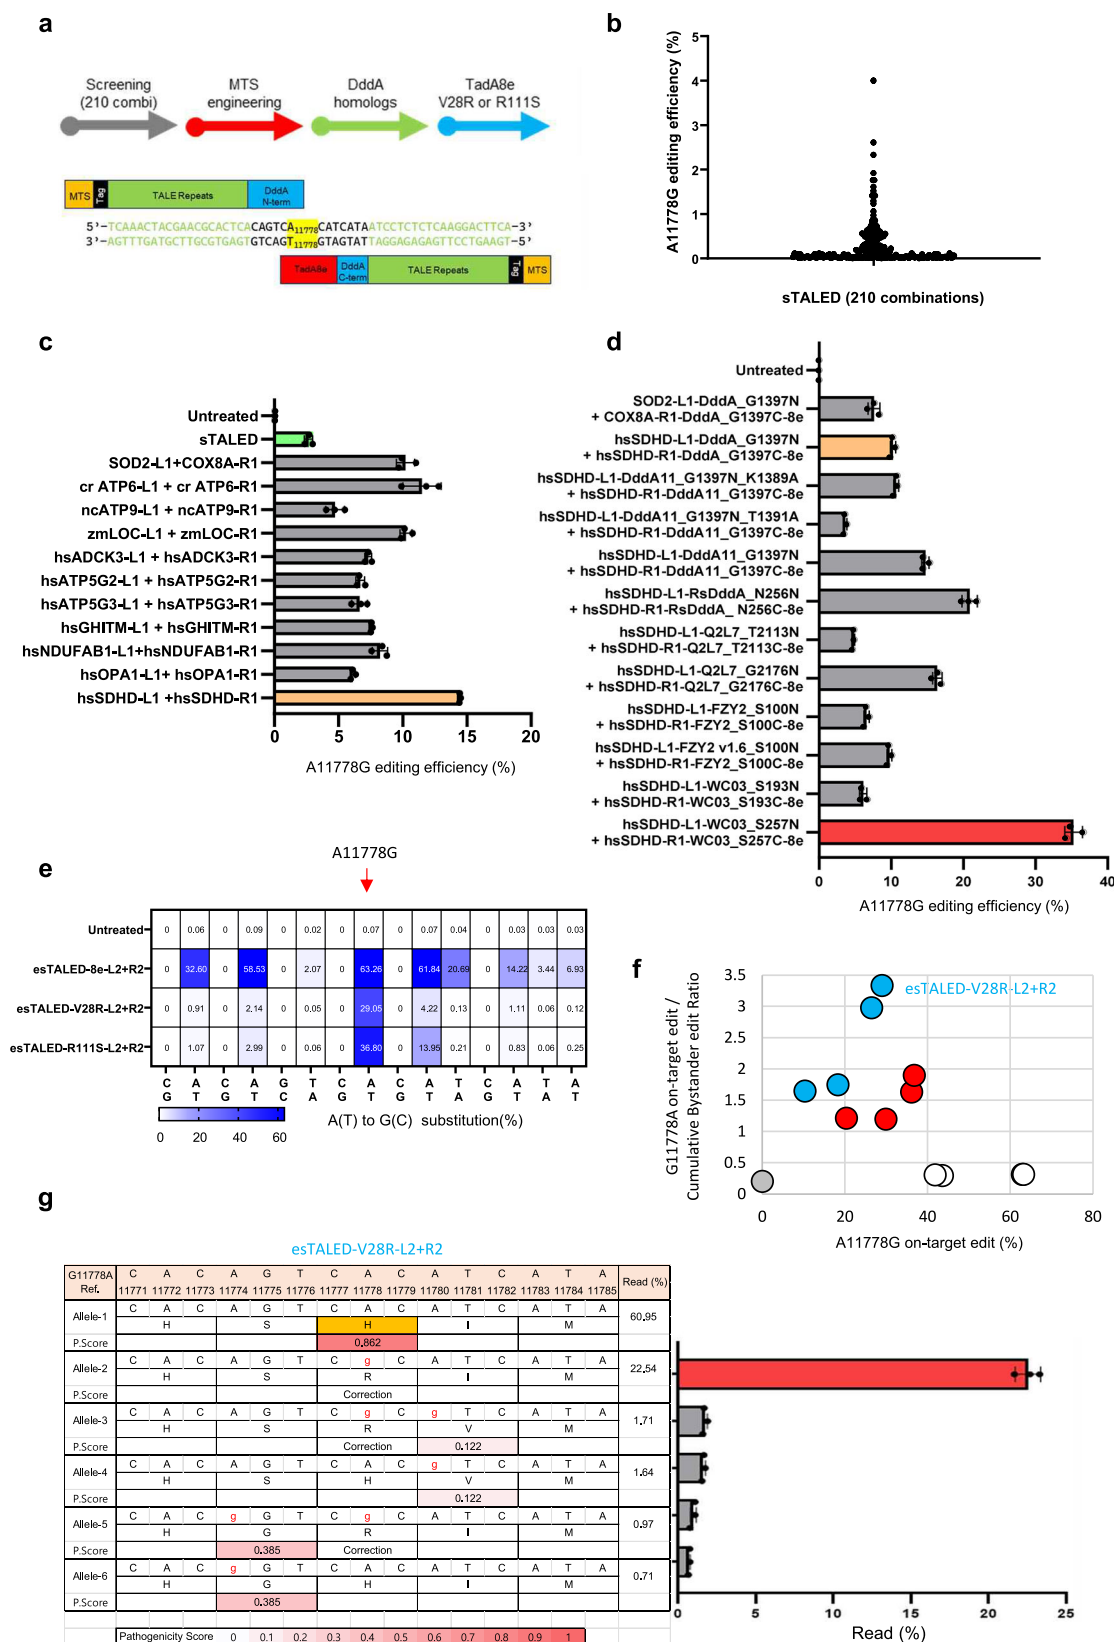 a
Screening
(210 combi)
MTS
engineering
DddA
homologs
TadA8e
V28R or R111S
MTS
Tag
TALE Repeats
DddA
N-term
5'-TCAAACTACGAACGCACTCACAGTCA11778CATCATAATCCTCTCTCAAGGACTTCA-3'
3'-AGTTTGATGCTTGCGTGAGTGTCAGT11778GTAGTATTAGGAGAGAGTTCCTGAAGT-5'
TadA8e
DddA
C-term
TALE Repeats
Tag
MTS
b
A11778G editing efficiency (%)
5
4
3
2
1
0
sTALED (210 combinations)
c
Untreated
sTALED
SOD2-L1+COX8A-R1
cr ATP6-L1 + cr ATP6-R1
ncATP9-L1 + ncATP9-R1
zmLOC-L1 + zmLOC-R1
hsADCK3-L1 + hsADCK3-R1
hsATP5G2-L1 + hsATP5G2-R1
hsATP5G3-L1 + hsATP5G3-R1
hsGHITM-L1 + hsGHITM-R1
hsNDUFAB1-L1+hsNDUFAB1-R1
hsOPA1-L1+ hsOPA1-R1
hsSDHD-L1 +hsSDHD-R1
0 5 10 15 20
A11778G editing efficiency (%)
d
Untreated
SOD2-L1-DddA_G1397N
+ COX8A-R1-DddA_G1397C-8e
hsSDHD-L1-DddA_G1397N
+ hsSDHD-R1-DddA_G1397C-8e
hsSDHD-L1-DddA11_G1397N_K1389A
+ hsSDHD-R1-DddA11_G1397C-8e
hsSDHD-L1-DddA11_G1397N_T1391A
+ hsSDHD-R1-DddA11_G1397C-8e
hsSDHD-L1-DddA11_G1397N
+ hsSDHD-R1-DddA11_G1397C-8e
hsSDHD-L1-RsDddA_N256N
+ hsSDHD-R1-RsDddA_ N256C-8e
hsSDHD-L1-Q2L7_T2113N
+ hsSDHD-R1-Q2L7_T2113C-8e
hsSDHD-L1-Q2L7_G2176N
+ hsSDHD-R1-Q2L7_G2176C-8e
hsSDHD-L1-FZY2_S100N
+ hsSDHD-R1-FZY2_S100C-8e
hsSDHD-L1-FZY2 v1.6_S100N
+ hsSDHD-R1-FZY2_S100C-8e
hsSDHD-L1-WC03_S193N
+ hsSDHD-R1-WC03_S193C-8e
hsSDHD-L1-WC03_S257N
+ hsSDHD-R1-WC03_S257C-8e
0 10 20 30 40
A11778G editing efficiency (%)
e
A11778G
Untreated 0 0.06 0 0.09 0 0.02 0 0.07 0 0.07 0.04 0 0.03 0.03 0.03
esTALED-8e-L2+R2 0 32.60 0 58.53 0 2.07 0 63.26 0 61.84 20.69 0 14.22 3.44 6.93
esTALED-V28R-L2+R2 0 0.91 0 2.14 0 0.05 0 29.05 0 4.22 0.13 0 1.11 0.06 0.12
esTALED-R111S-L2+R2 0 1.07 0 2.99 0 0.06 0 36.80 0 13.95 0.21 0 0.83 0.06 0.25
C A C A G T C A C A T C A T A
G T G T C A G T G T A G T A T
0 20 40 60
A(T) to G(C) substitution(%)
f
esTALED-V28R-L2+R2
G11778A on-target edit /
Cumulative Bystander edit Ratio
3.5
3
2.5
2
1.5
1
0.5
0
0 20 40 60 80
A11778G on-target edit (%)
g
esTALED-V28R-L2+R2
G11778A Ref. C A C A G T C A C A T C A T A Read (%)
11771 11772 11773 11774 11775 11776 11777 11778 11779 11780 11781 11782 11783 11784 11785
Allele-1 C A C A G T C A C A T C A T A 60.95
H S H I M
P.Score 0.862
Allele-2 C A C A G T C g C A T C A T A 22.54
H S R I M
P.Score Correction
Allele-3 C A C A G T C g C g T C A T A 1.71
H S R V M
P.Score Correction 0.122
Allele-4 C A C A G T C A C g T C A T A 1.64
H S H V M
P.Score 0.122
Allele-5 C A C g G T C g C A T C A T A 0.97
H G R I M
P.Score 0.385 Correction
Allele-6 C A C g G T C A C A T C A T A 0.71
H G H I M
P.Score 0.385
Pathogenicity Score 0 0.1 0.2 0.3 0.4 0.5 0.6 0.7 0.8 0.9 1
0 5 10 15 20 25
Read (%)